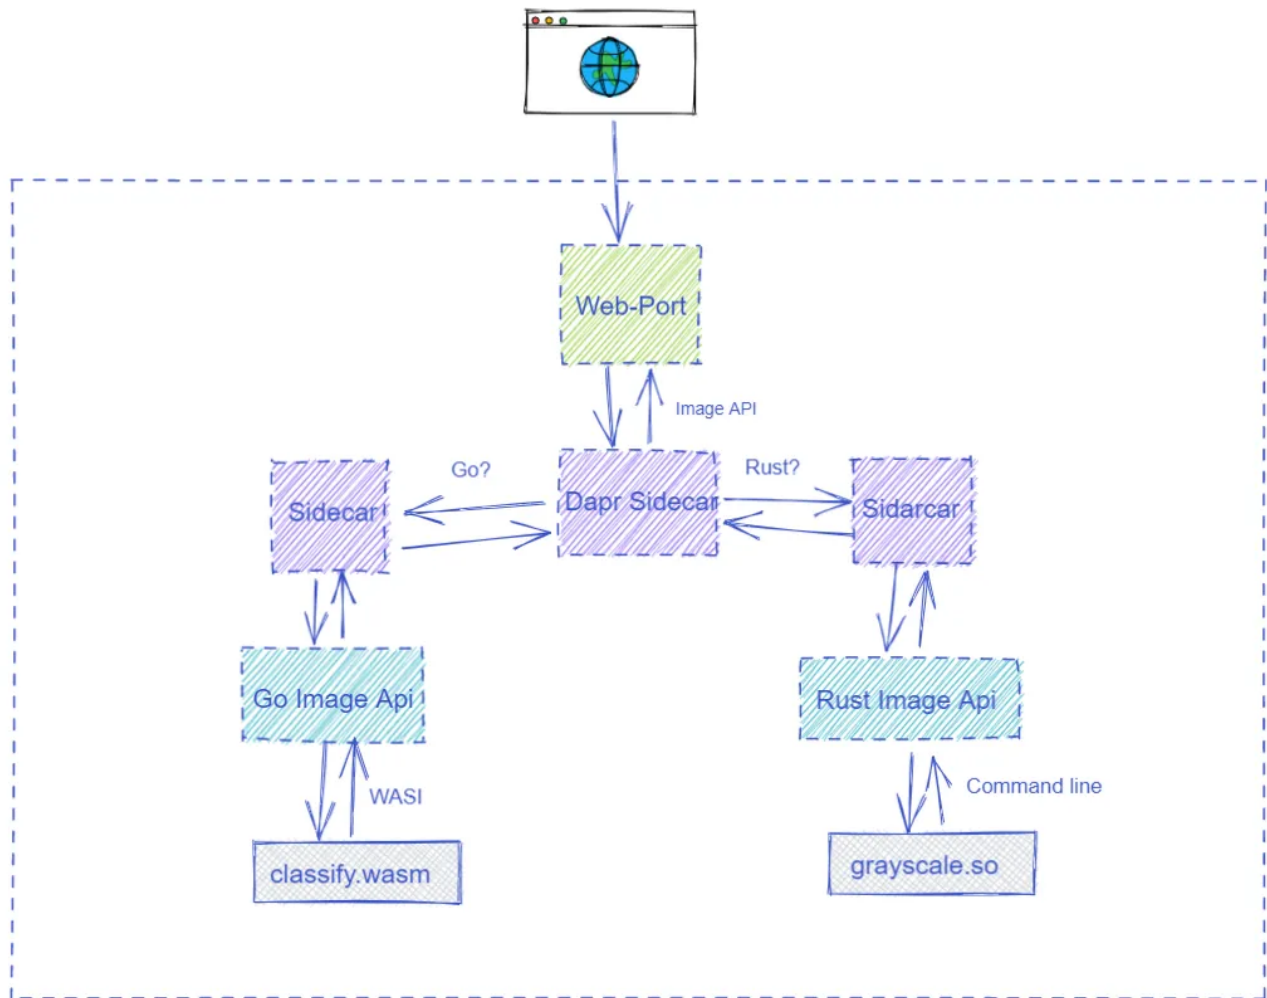 Web-Port
Image API
Go?
Rust?
Sidecar
Dapr Sidecar
Sidarcar
Go Image Api
Rust Image Api
WASI
Command line
classify.wasm
grayscale.so